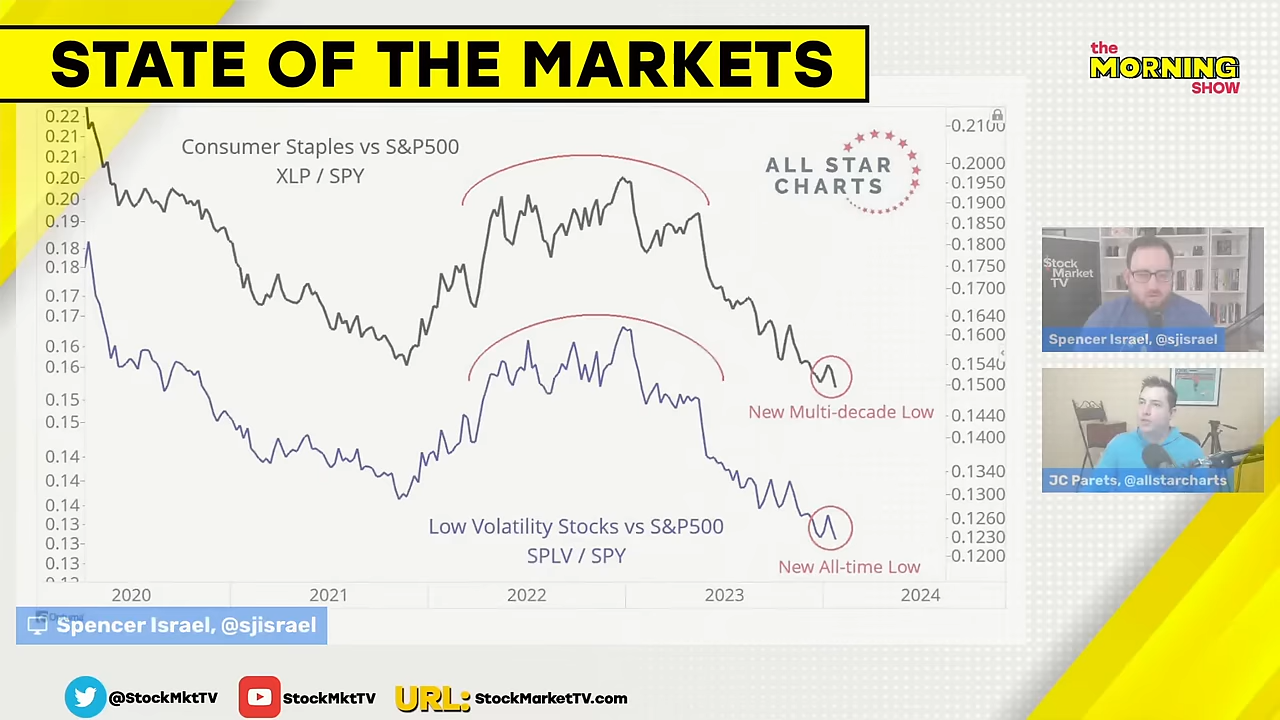 STATE OF THE MARKETS
the
MORNING
SHOW
0.22
0.21
0.21
0.20
0.20
0.19
0.18
0.18
0.17
0.17
0.16
0.16
0.15
0.15
0.14
0.14
0.14
0.13
0.13
0.13
Consumer Staples vs S&P500
XLP / SPY
ALL STAR
CHARTS
0.2100
0.2000
0.1950
0.1900
0.1850
0.1800
0.1750
0.1700
0.1640
0.1600
0.1540
0.1500
0.1440
0.1400
0.1340
0.1300
0.1260
0.1230
0.1200
New Multi-decade Low
Low Volatility Stocks vs S&P500
SPLV / SPY
New All-time Low
2020
2021
2022
2023
2024
Stock
Market
TV
Spencer Israel, @sjisrael
JC Parets, @allstarcharts
Spencer Israel, @sjisrael
@StockMktTV
StockMktTV
URL: StockMarketTV.com